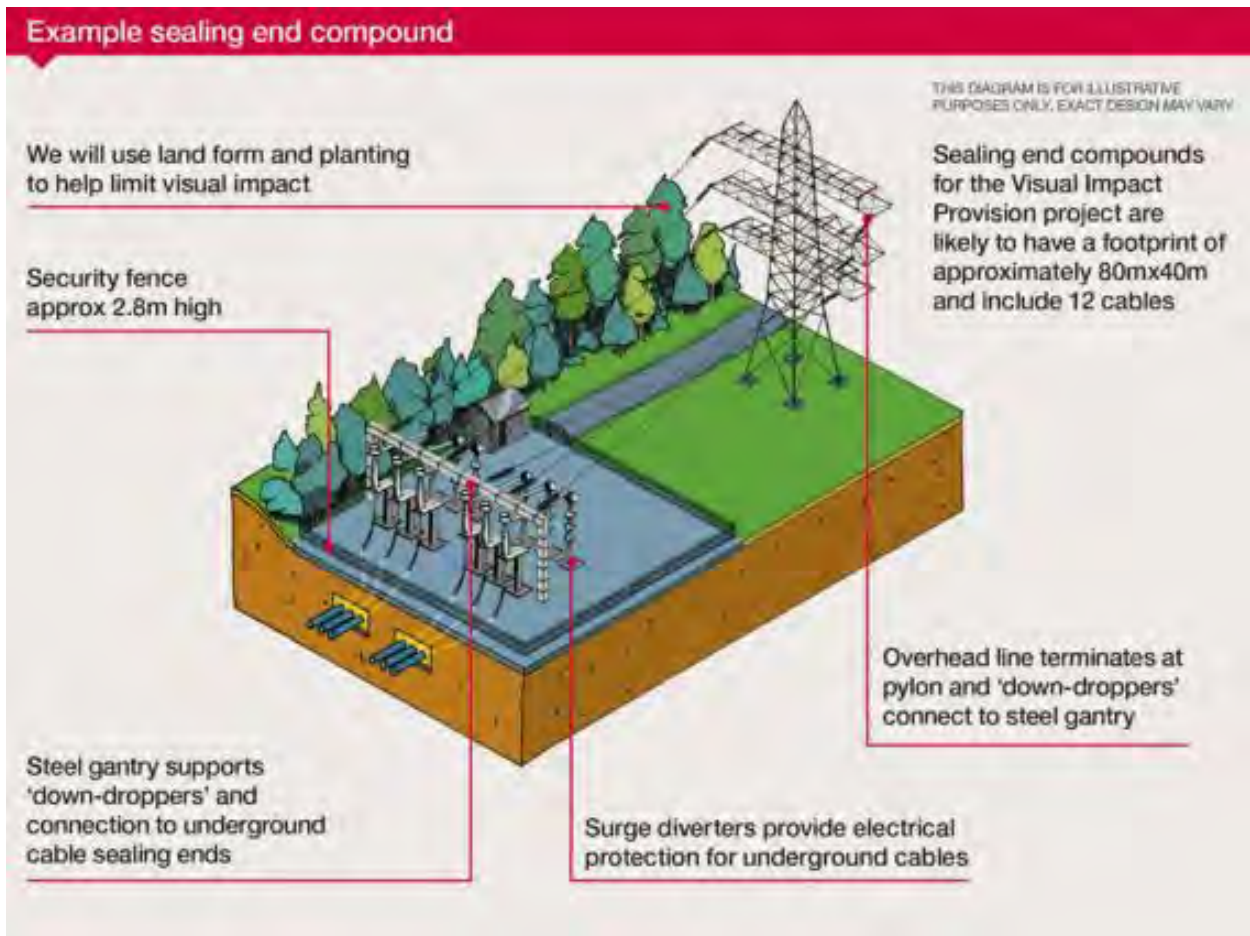 Example sealing end compound
THIS DIAGRAM IS FOR ILLUSTRATIVE
PURPOSES ONLY, EXACT DESIGN MAY VARY
We will use land form and planting
to help limit visual impact
Sealing end compounds
for the Visual Impact
Provision project are
likely to have a footprint of
approximately 80mx40m
and include 12 cables
Security fence
approx 2.8m high
Overhead line terminates at
pylon and ‘down-droppers’
connect to steel gantry
Steel gantry supports
‘down-droppers’ and
connection to underground
cable sealing ends
Surge diverters provide electrical
protection for underground cables